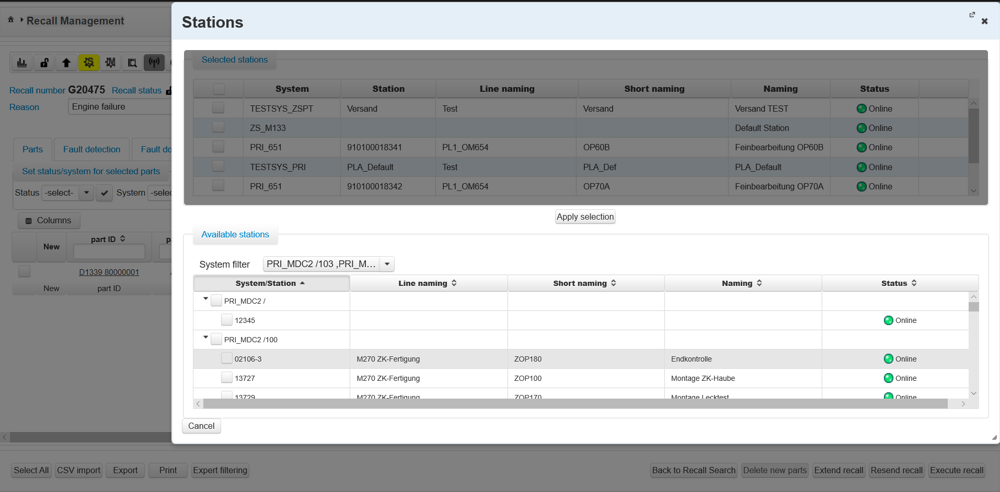 Recall Management
Stations
Selected stations
System Station Line naming Short naming Naming Status
TESTSYS_ZSPT Versand Test Versand Versand TEST Online
ZS_M133 Default Station Online
PRI_651 910100018341 PL1_OM654 OP60B Feinbearbeitung OP60B Online
TESTSYS_PRI PLA_Default Test PLA_Def PLA_Default Online
PRI_651 910100018342 PL1_OM654 OP70A Feinbearbeitung OP70A Online
Apply selection
Available stations
System filter PRI_MDC2 /103 ,PRI_M...
System/Station Line naming Short naming Naming Status
PRI_MDC2 /
12345 Online
PRI_MDC2 /100
02106-3 M270 ZK-Fertigung ZOP180 Endkontrolle Online
13727 M270 ZK-Fertigung ZOP100 Montage ZK-Haube Online
13729 M270 ZK-Fertigung ZOP170 Montage Lecktest Online
Cancel
Recall number G20475 Recall status
Reason Engine failure
Parts Fault detection Fault do
Set status/system for selected parts
Status -select- System -selec
Columns
New part ID p
D1339 80000001
New part ID
Select All CSV import Export Print Expert filtering Back to Recall Search Delete new parts Extend recall Resend recall Execute recall